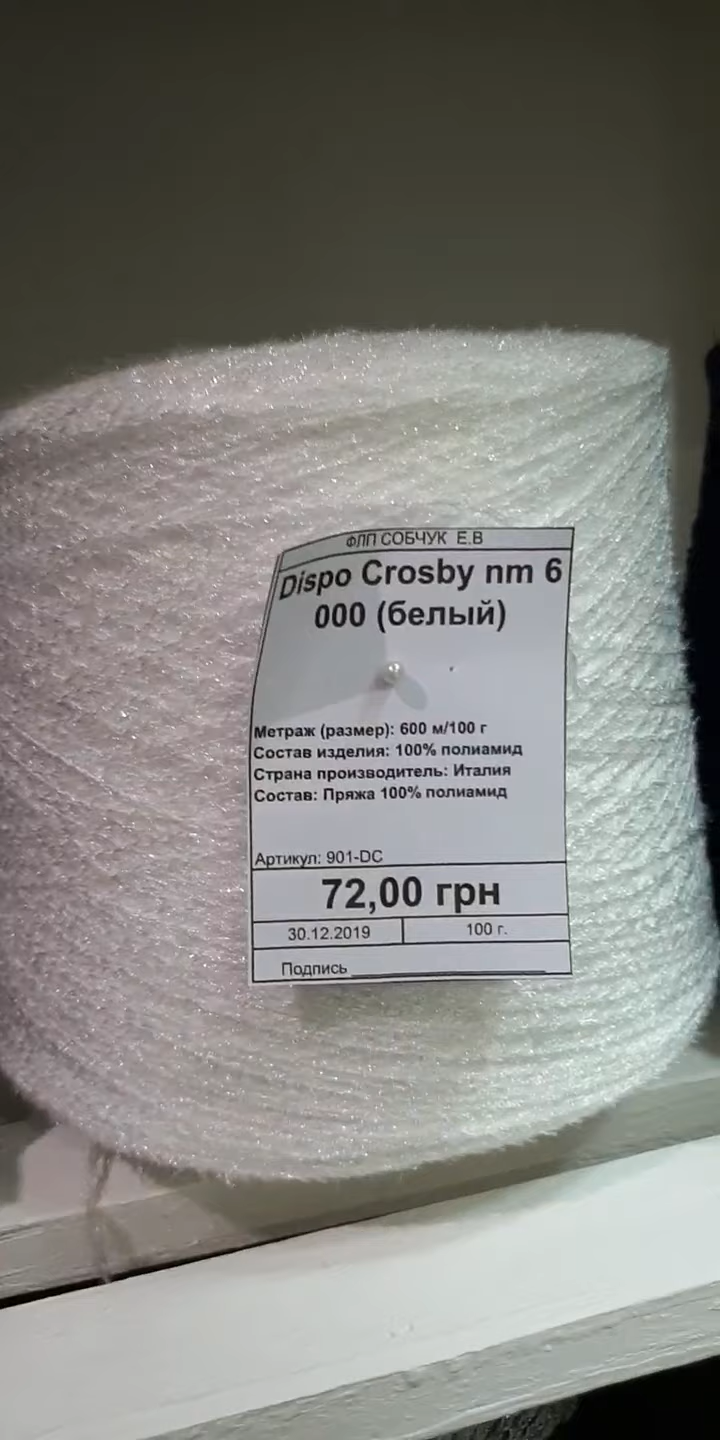 ФЛП СОБЧУК Е.В
Dispo Crosby nm 6
000 (белый)
Метраж (размер): 600 м/100 г
Состав изделия: 100% полиамид
Страна производитель: Италия
Состав: Пряжа 100% полиамид
Артикул: 901-DC
72,00 грн
30.12.2019 100 г.
Подпись